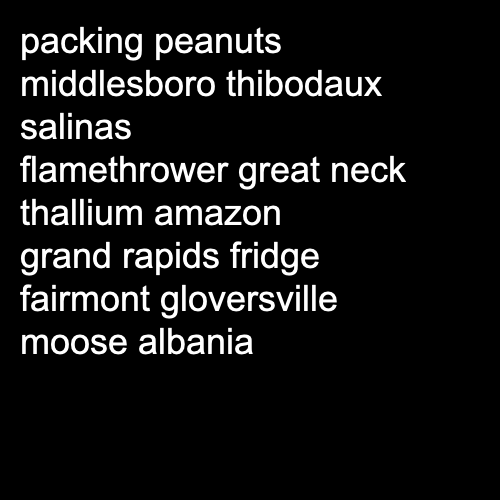 packing peanuts
middlesboro thibodaux
salinas
flamethrower great neck
thallium amazon
grand rapids fridge
fairmont gloversville
moose albania